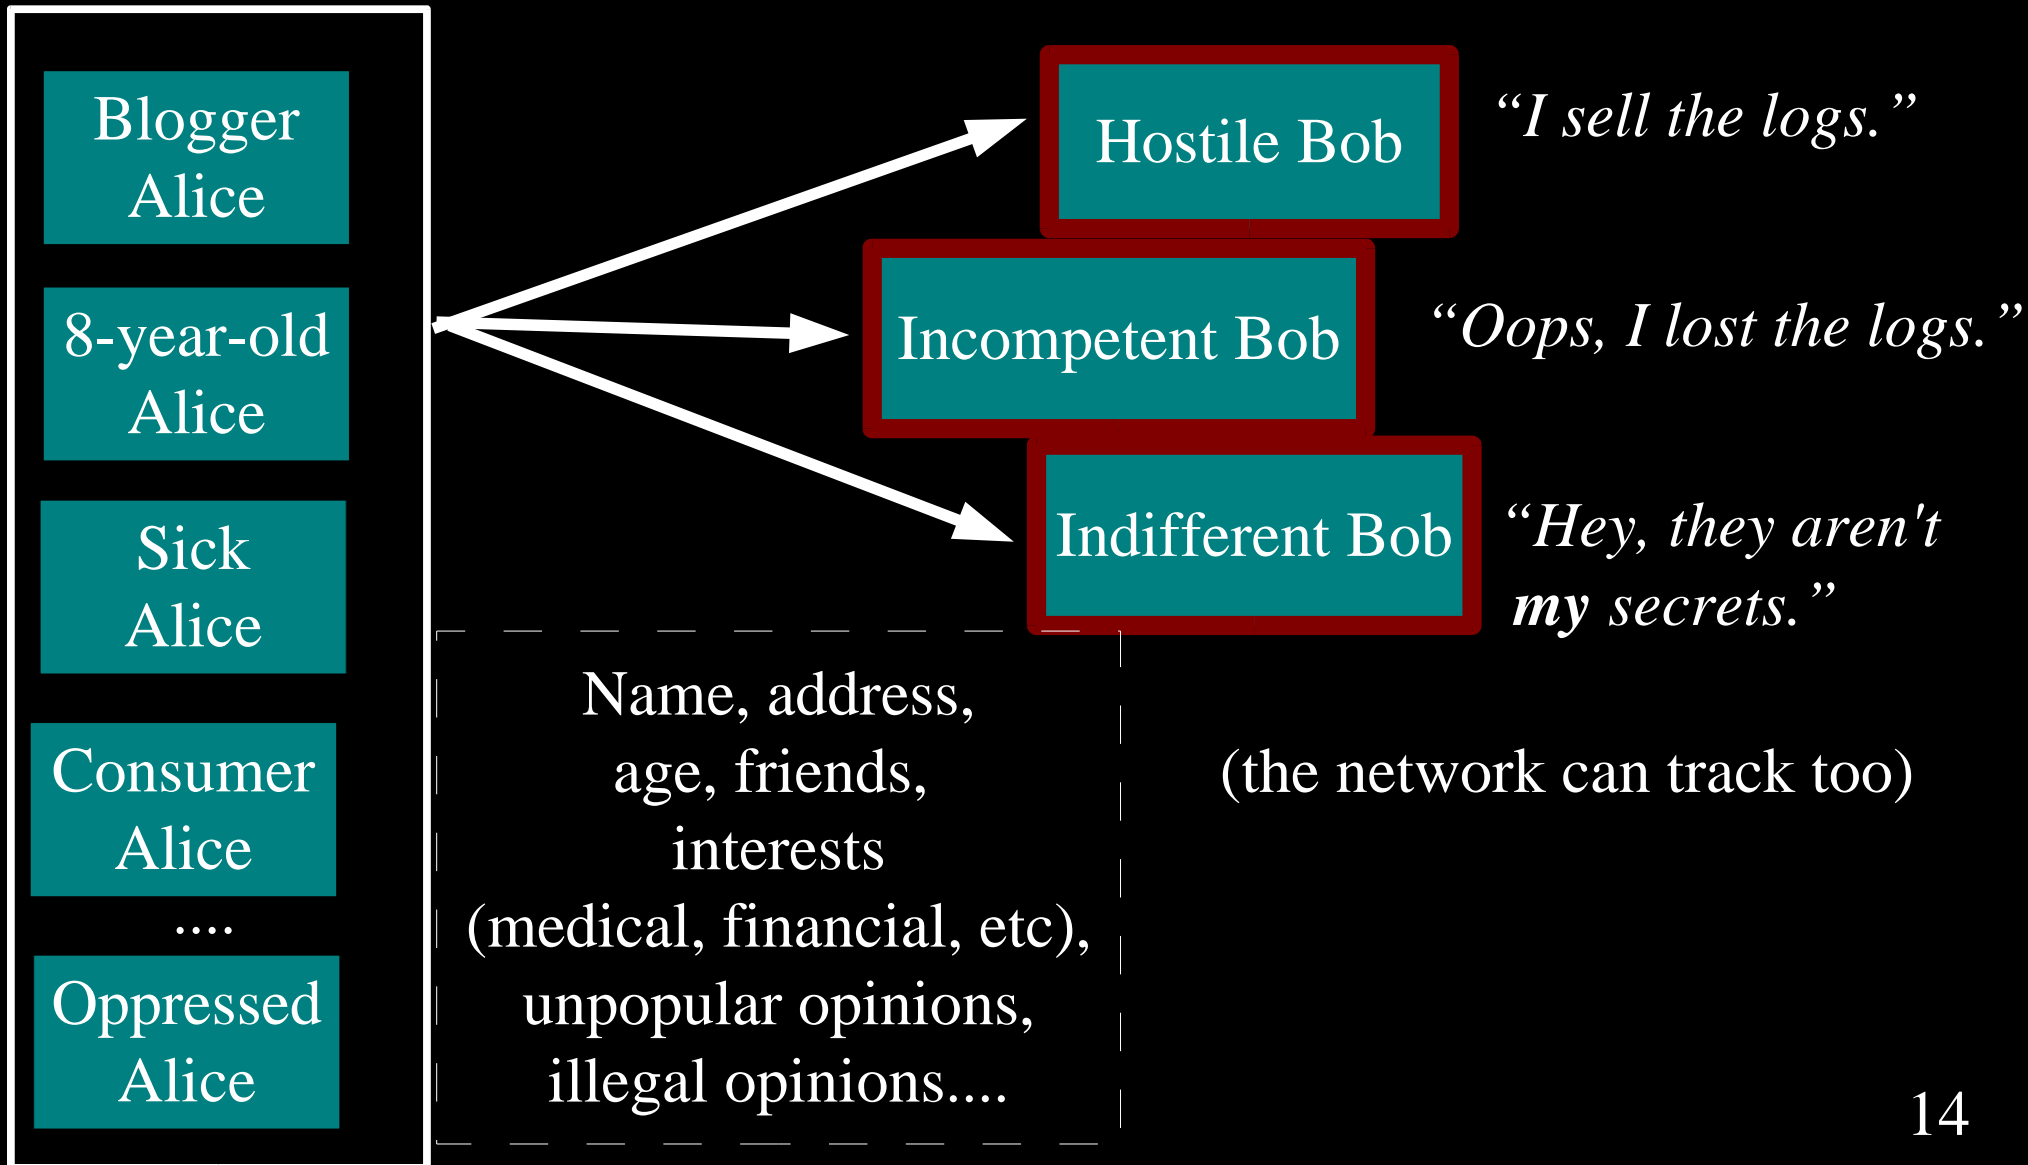 Blogger
Alice
8-year-old
Alice
Sick
Alice
Consumer
Alice
....
Oppressed
Alice
Hostile Bob
“I sell the logs.”
Incompetent Bob
“Oops, I lost the logs.”
Indifferent Bob
“Hey, they aren't
my secrets.”
Name, address,
age, friends,
interests
(medical, financial, etc),
unpopular opinions,
illegal opinions....
(the network can track too)
14